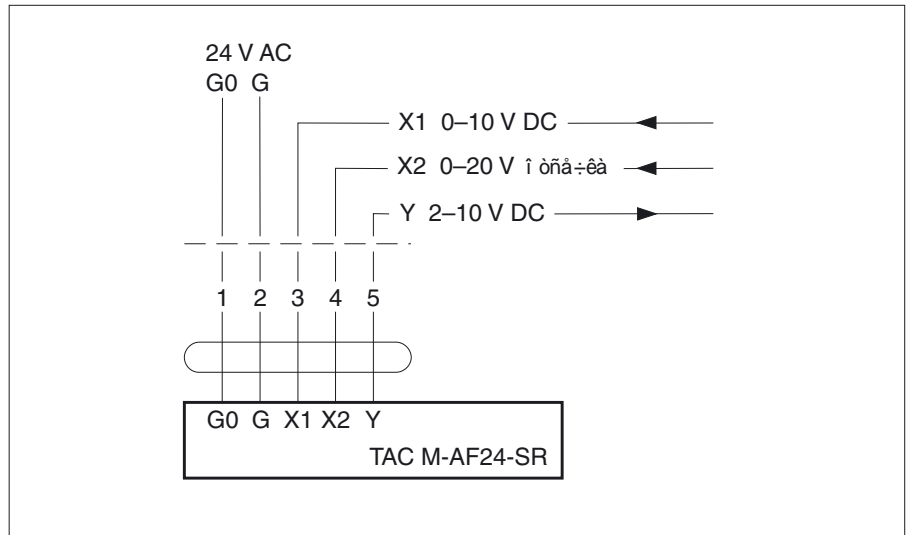 24 V AC
G0 G
X1 0–10 V DC
X2 0–20 V î òñå÷êà
Y 2–10 V DC
1 2 3 4 5
G0 G X1 X2 Y
TAC M-AF24-SR